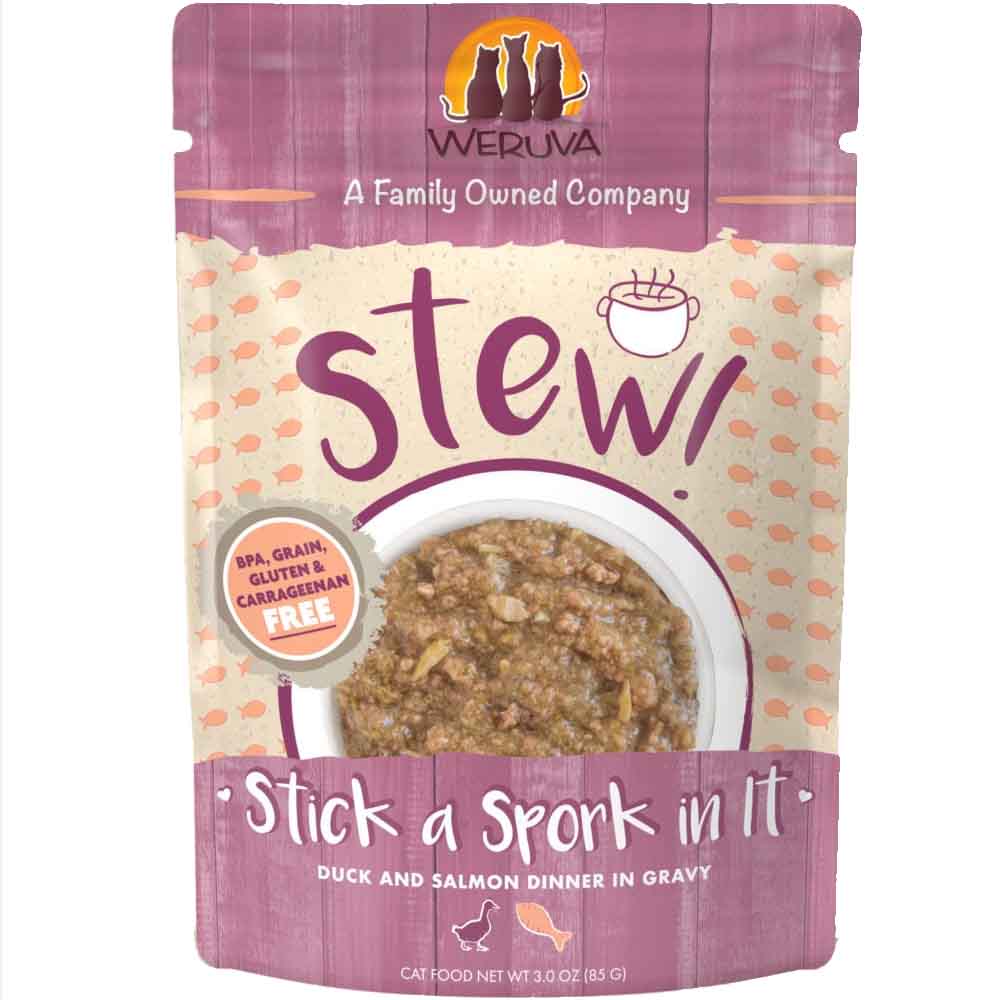 WERUVA
A Family Owned Company
Stew!
BPA, GRAIN,
GLUTEN &
CARRAGEENAN
FREE
Stick a Spork in It
DUCK AND SALMON DINNER IN GRAVY
CAT FOOD NET WT 3.0 OZ (85 G)